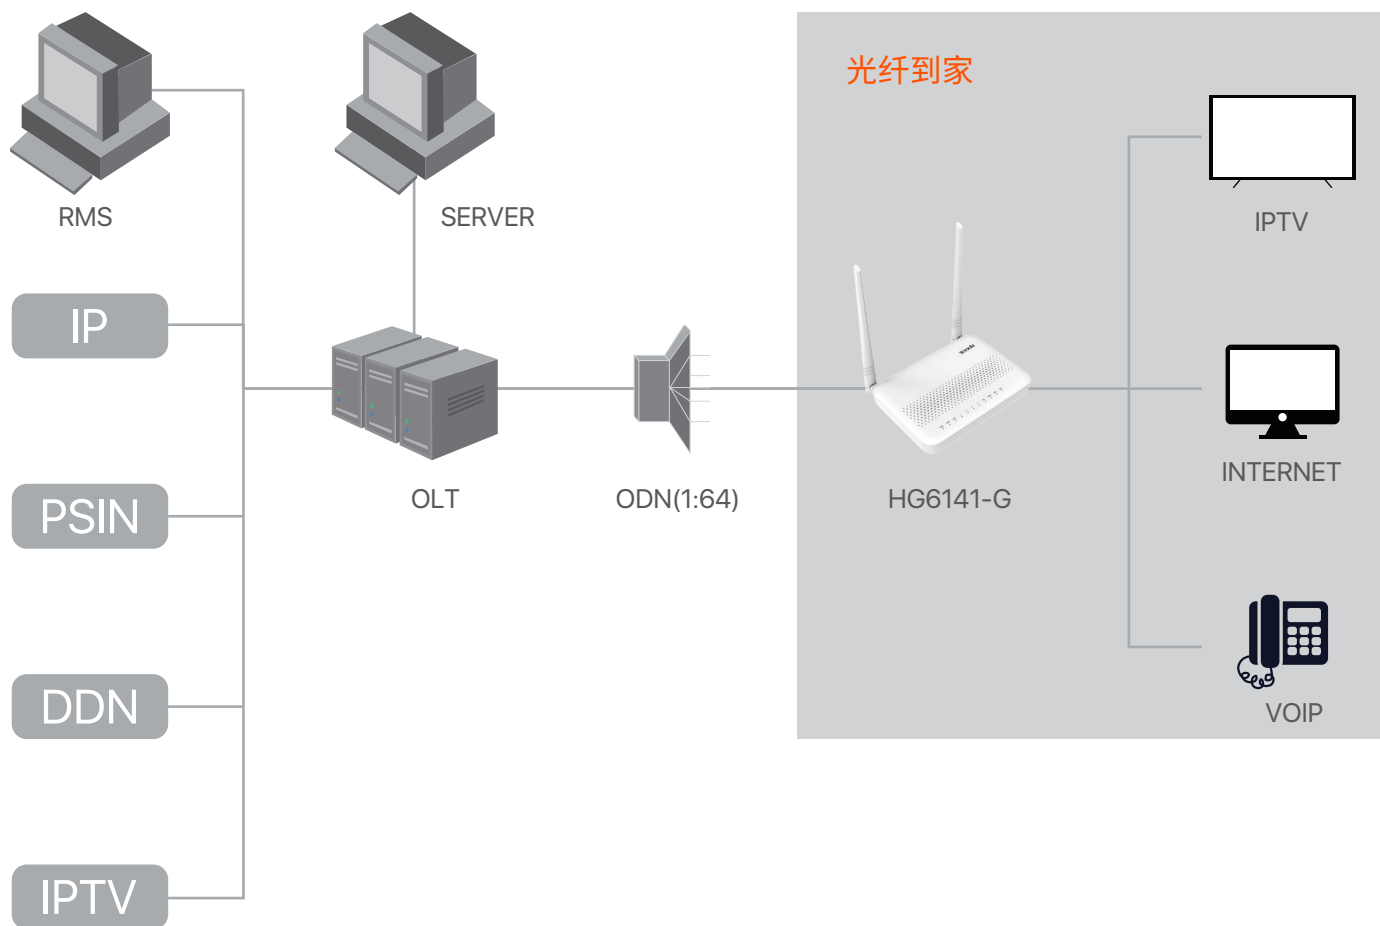 光纤到家
RMS
SERVER
IPTV
IP
OLT
ODN(1:64)
HG6141-G
INTERNET
PSIN
DDN
VOIP
IPTV